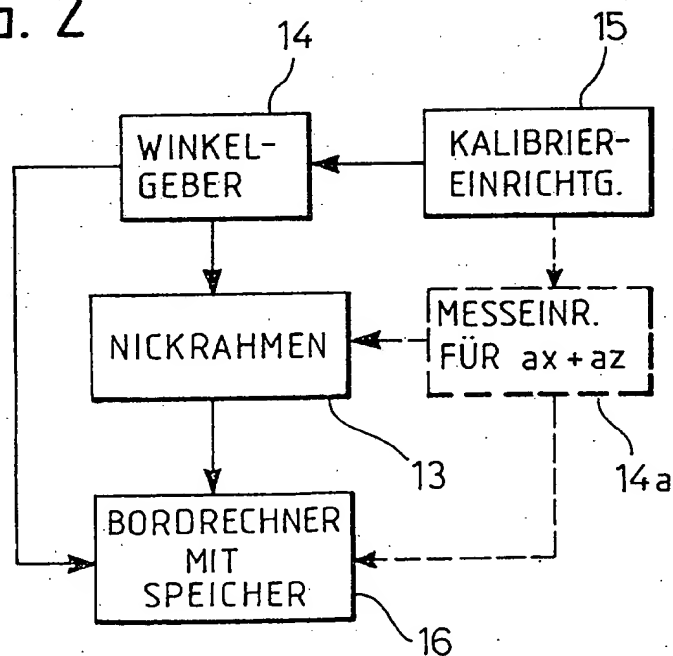 . 2
14
15
WINKEL-
GEBER
KALIBRIER-
EINRICHTG.
NICKRAHMEN
MESSEINR.
FÜR ax + az
13
14a
BORDRECHNER
MIT
SPEICHER
16